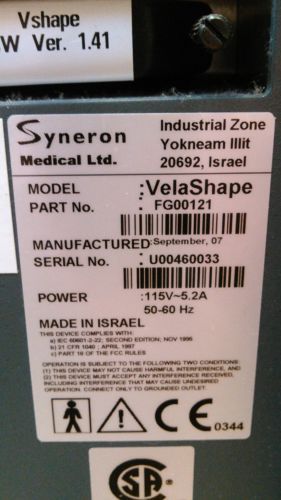 Vshape
W Ver. 1.41
Syneron
Medical Ltd.
Industrial Zone
Yokneam Illit
20692, Israel
MODEL :VelaShape
PART No. : FG00121
MANUFACTURED:September, 07
SERIAL No. : U00460033
POWER :115V~5.2A
50-60 Hz
MADE IN ISRAEL
THIS DEVICE COMPLIES WITH:
a) IEC 60601-2-22; SECOND EDITION; NOV 1995
b) 21 CFR 1040 ; APRIL 1997
v) PART 18 OF THE FCC RULES
OPERATION IS SUBJECT TO THE FOLLOWING TWO CONDITIONS:
(1) THIS DEVICE MAY NOT CAUSE HARMFUL INTERFERENCE, AND
(2) THIS DEVICE MUST ACCEPT ANY INTERFERENCE RECEIVED,
INCLUDING INTERFERENCE THAT MAY CAUSE UNDESIRED
OPERATION. CONNECT ONLY TO GROUNDED OUTLET.
CE 0344
SA